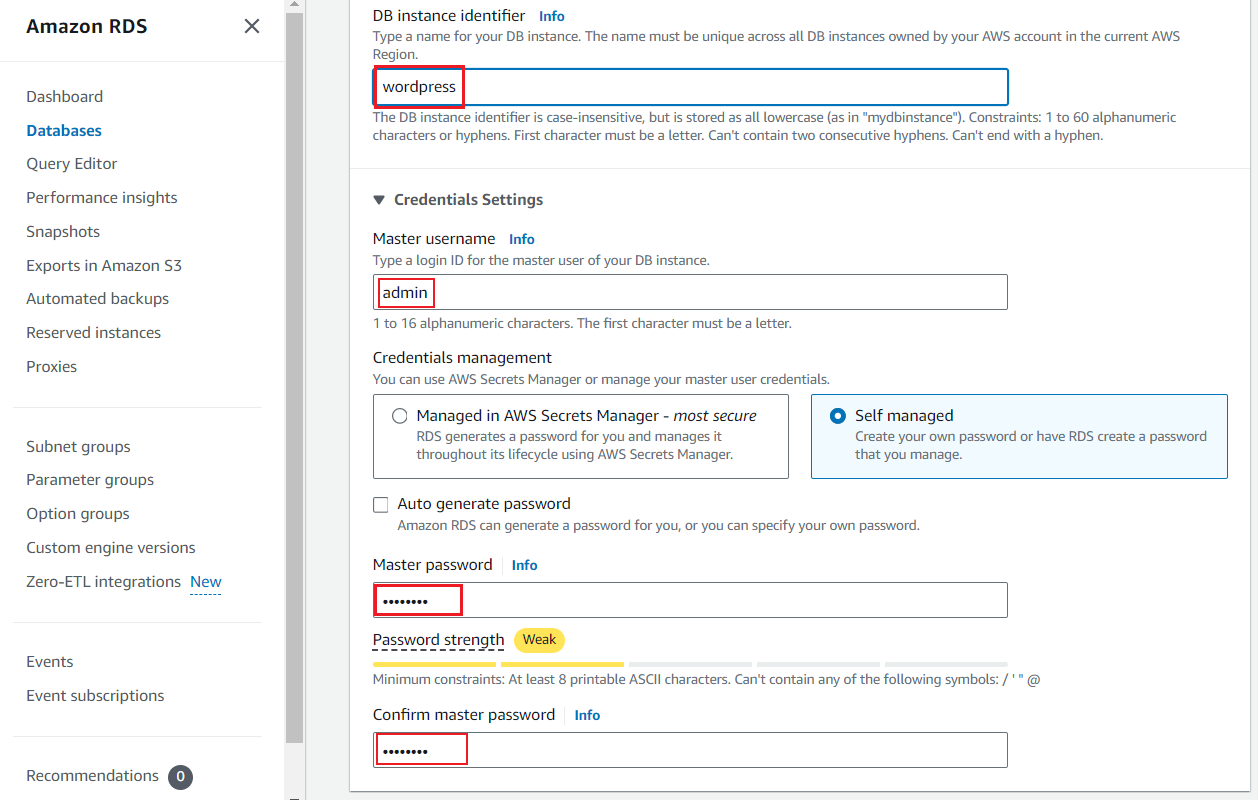 Amazon RDS
Dashboard
Databases
Query Editor
Performance insights
Snapshots
Exports in Amazon S3
Automated backups
Reserved instances
Proxies
Subnet groups
Parameter groups
Option groups
Custom engine versions
Zero-ETL integrations New
Events
Event subscriptions
Recommendations 0
DB instance identifier Info
Type a name for your DB instance. The name must be unique across all DB instances owned by your AWS account in the current AWS
Region.
wordpress
The DB instance identifier is case-insensitive, but is stored as all lowercase (as in "mydbinstance"). Constraints: 1 to 60 alphanumeric
characters or hyphens. First character must be a letter. Can't contain two consecutive hyphens. Can't end with a hyphen.
Credentials Settings
Master username Info
Type a login ID for the master user of your DB instance.
admin
1 to 16 alphanumeric characters. The first character must be a letter.
Credentials management
You can use AWS Secrets Manager or manage your master user credentials.
Managed in AWS Secrets Manager - most secure
RDS generates a password for you and manages it
throughout its lifecycle using AWS Secrets Manager.
Self managed
Create your own password or have RDS create a password
that you manage.
Auto generate password
Amazon RDS can generate a password for you, or you can specify your own password.
Master password Info
••••••••
Password strength Weak
Minimum constraints: At least 8 printable ASCII characters. Can't contain any of the following symbols: / ' " @
Confirm master password Info
••••••••